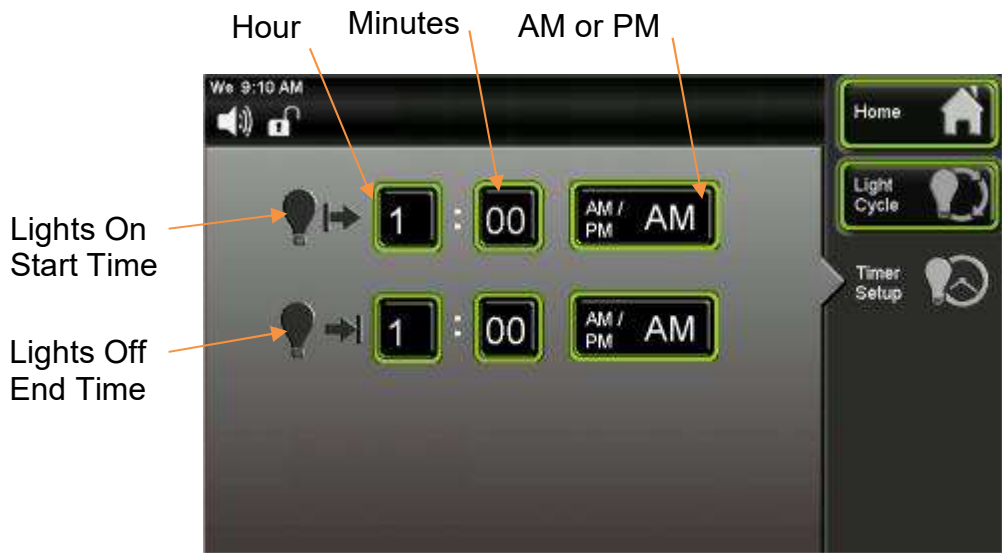 Hour Minutes AM or PM
We 9:10 AM
Home
Light
Cycle
Lights On
Start Time
1 : 00 AM /
PM AM
Timer
Setup
Lights Off
End Time
1 : 00 AM /
PM AM